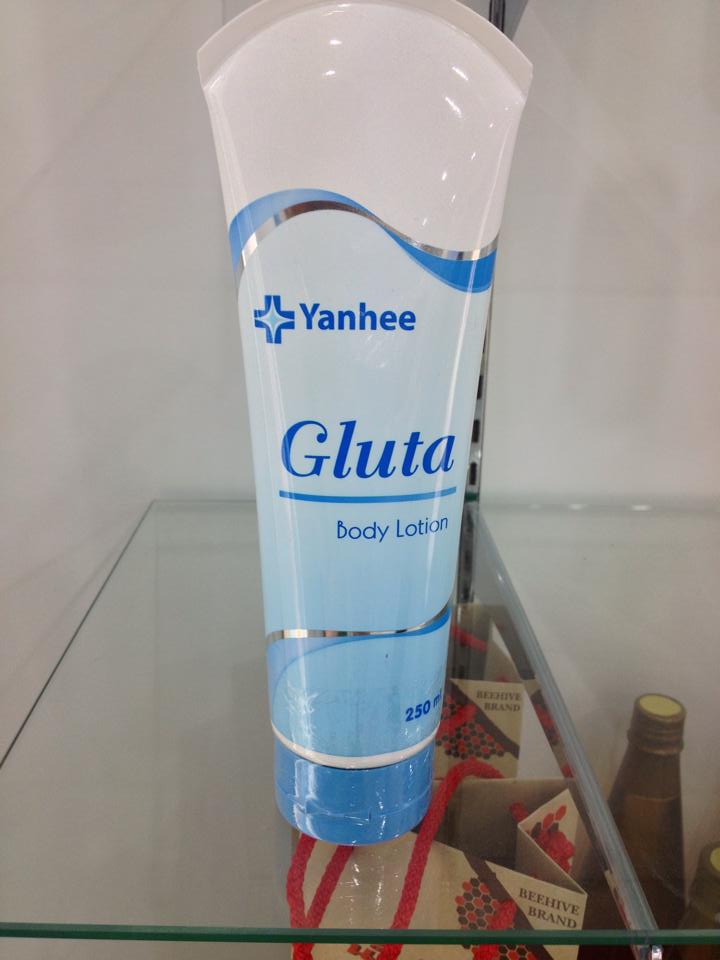 Yanhee
Gluta
Body Lotion
250 ml
BEEHIVE
BRAND
BEEHIVE
BRAND